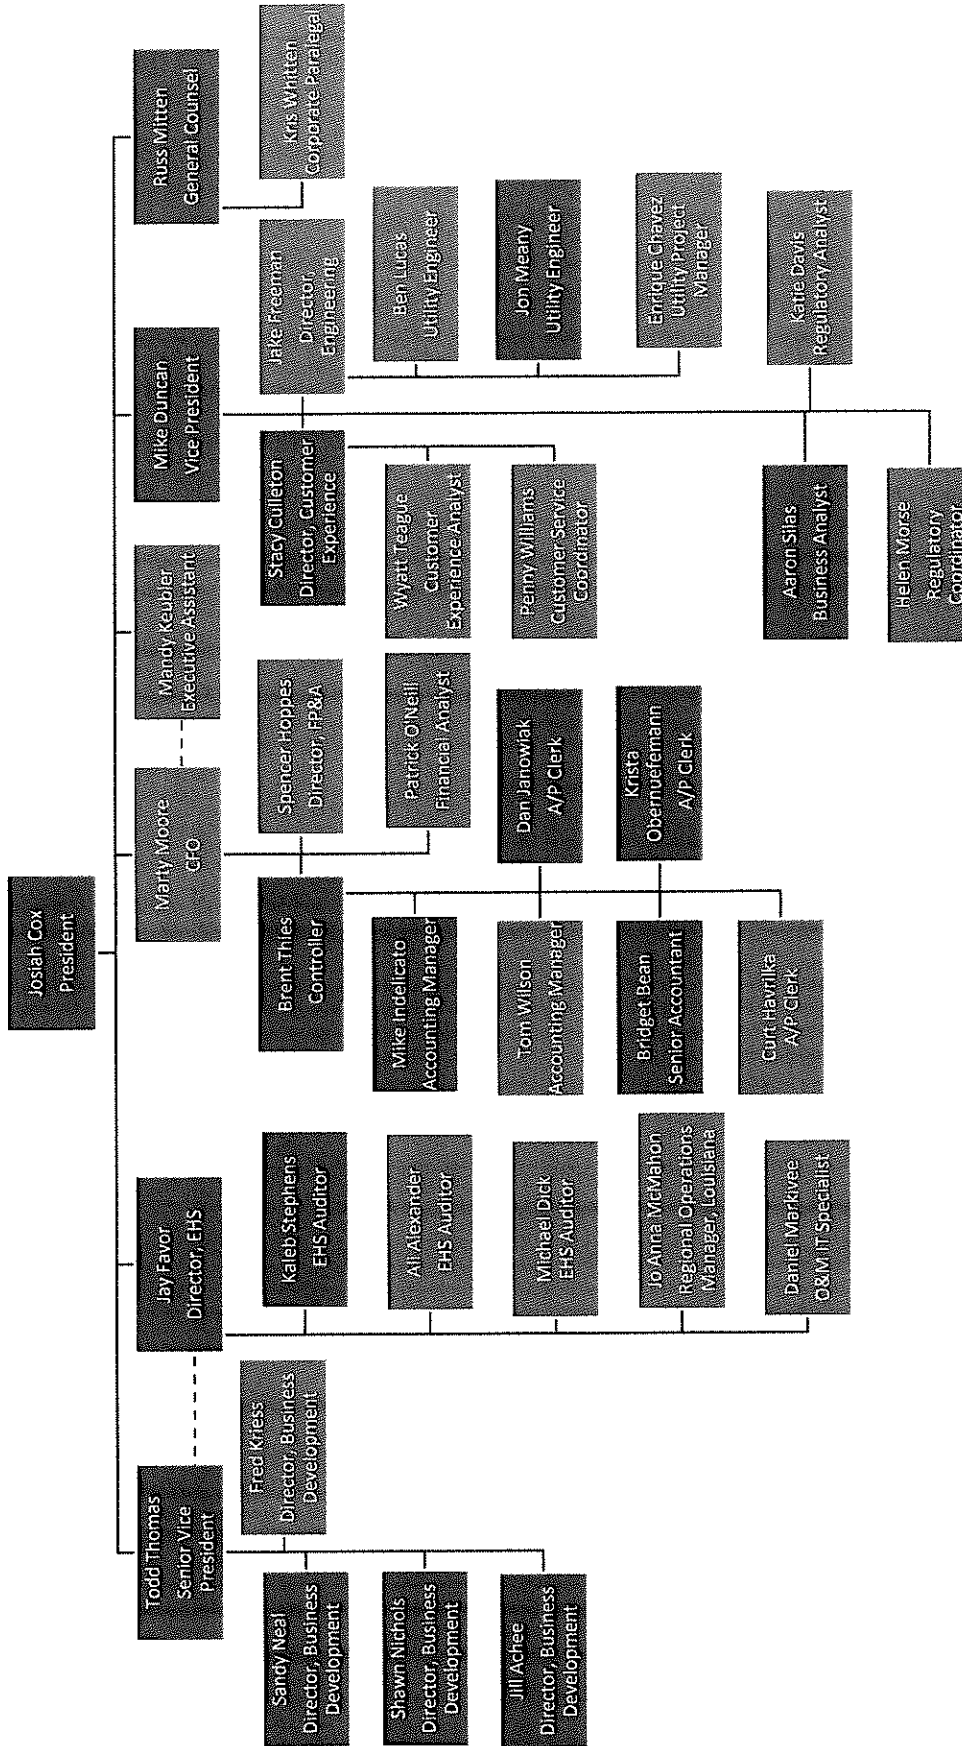 Josiah Cox
President
Todd Thomas
Senior Vice
President
Jay Favor
Director, EHS
Marty Moore
CFO
Mandy Keubler
Executive Assistant
Mike Duncan
Vice President
Russ Mitten
General Counsel
Fred Kriess
Director, Business
Development
Sandy Neal
Director, Business
Development
Shawn Nichols
Director, Business
Development
Jill Achee
Director, Business
Development
Kaleb Stephens
EHS Auditor
Ali Alexander
EHS Auditor
Michael Dick
EHS Auditor
Jo Anna McMahon
Regional Operations
Manager, Louisiana
Daniel Markivee
O&M IT Specialist
Brent Thies
Controller
Spencer Hoppes
Director, FP&A
Patrick O'Neill
Financial Analyst
Mike Indelicato
Accounting Manager
Tom Wilson
Accounting Manager
Dan Janowiak
A/P Clerk
Bridget Bean
Senior Accountant
Krista
Obernuefemann
A/P Clerk
Curt Havrilka
A/P Clerk
Stacy Culleton
Director, Customer
Experience
Wyatt Teague
Customer
Experience Analyst
Penny Williams
Customer Service
Coordinator
Jake Freeman
Director,
Engineering
Ben Lucas
Utility Engineer
Jon Meany
Utility Engineer
Enrique Chavez
Utility Project
Manager
Aaron Silas
Business Analyst
Katie Davis
Regulatory Analyst
Helen Morse
Regulatory
Coordinator
Kris Whitten
Corporate Paralegal